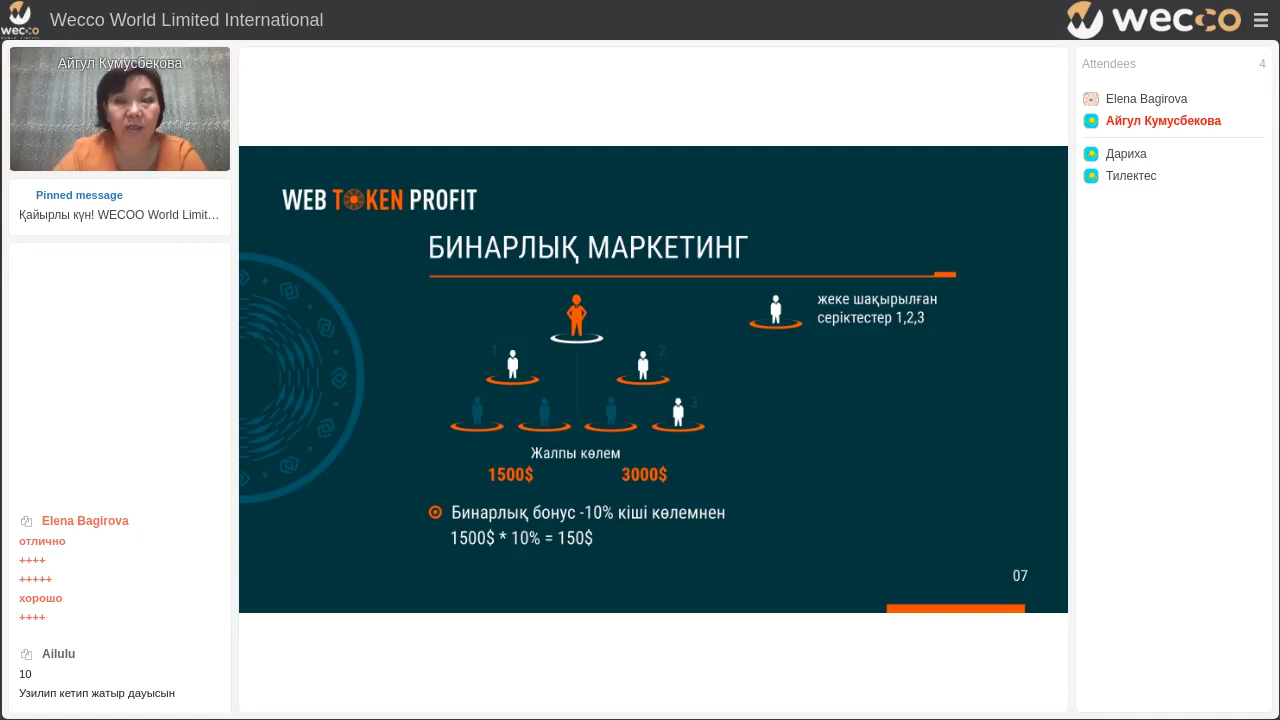 wecco
Wecco World Limited International
wecco
Айгул Кумусбекова
Pinned message
Қайырлы күн! WECOO World Limit…
Elena Bagirova
отлично
++++
+++++
хорошо
++++
Ailulu
10
Узилип кетип жатыр дауысын
WEB TOKEN PROFIT
БИНАРЛЫҚ МАРКЕТИНГ
жеке шақырылған
серіктестер 1,2,3
1
2
3
Жалпы көлем
1500$
3000$
Бинарлық бонус -10% кіші көлемнен
1500$ * 10% = 150$
07
Attendees 4
Elena Bagirova
Айгул Кумусбекова
Дариха
Тилектес